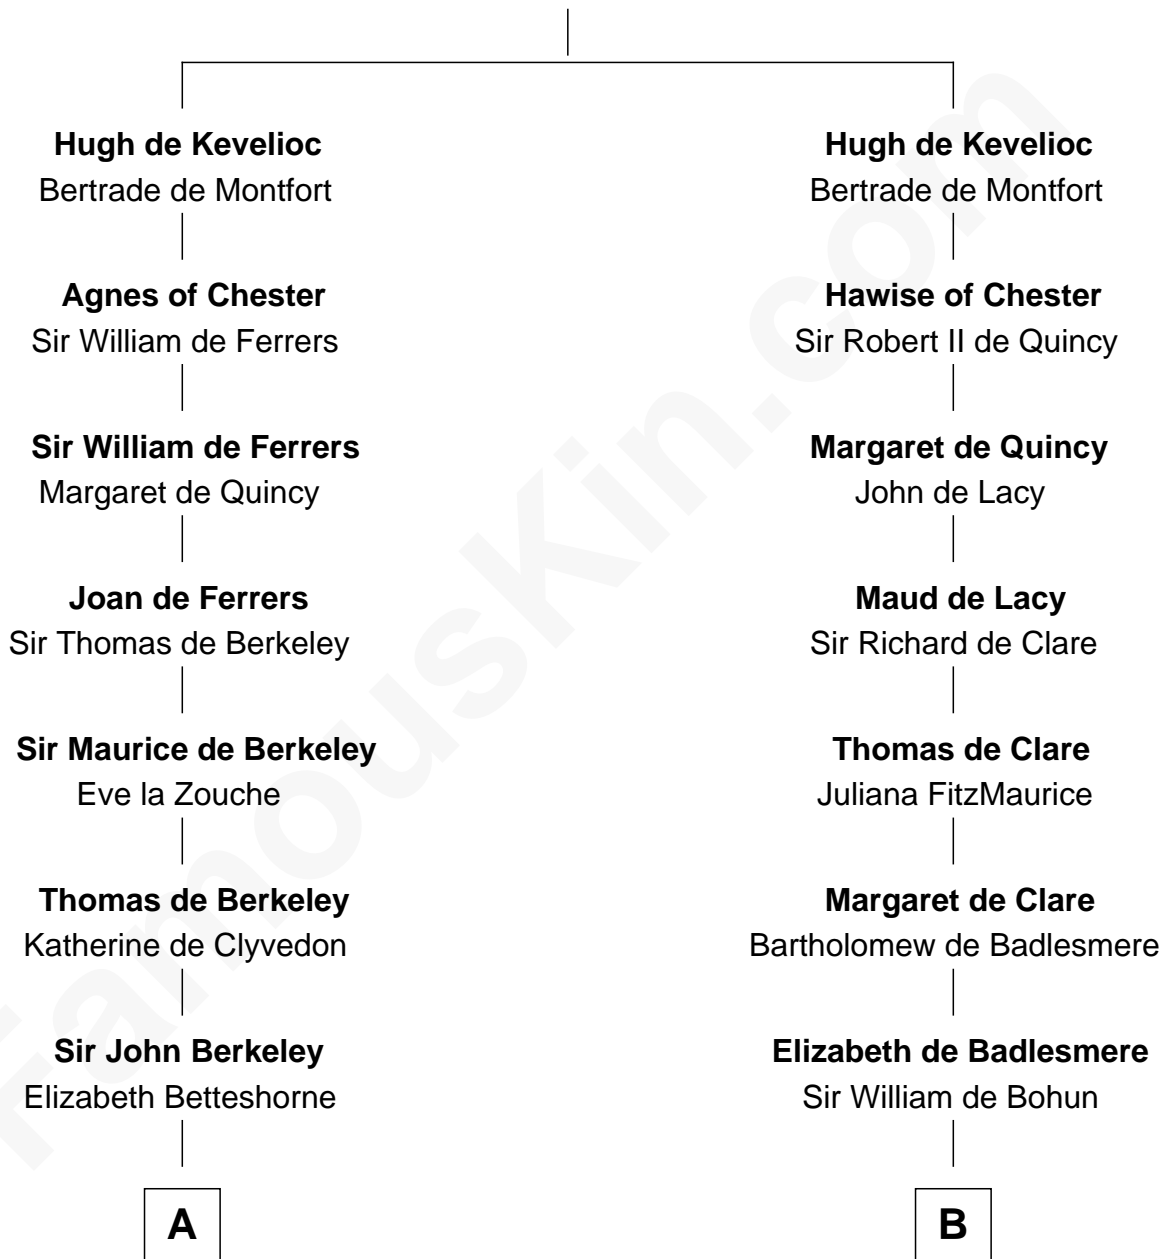 Hugh de Kevelioc
Bertrade de Montfort
Agnes of Chester
Sir William de Ferrers
Sir William de Ferrers
Margaret de Quincy
Joan de Ferrers
Sir Thomas de Berkeley
Sir Maurice de Berkeley
Eve la Zouche
Thomas de Berkeley
Katherine de Clyvedon
Sir John Berkeley
Elizabeth Betteshorne
A
Hugh de Kevelioc
Bertrade de Montfort
Hawise of Chester
Sir Robert II de Quincy
Margaret de Quincy
John de Lacy
Maud de Lacy
Sir Richard de Clare
Thomas de Clare
Juliana FitzMaurice
Margaret de Clare
Bartholomew de Badlesmere
Elizabeth de Badlesmere
Sir William de Bohun
B
FamousKin.com